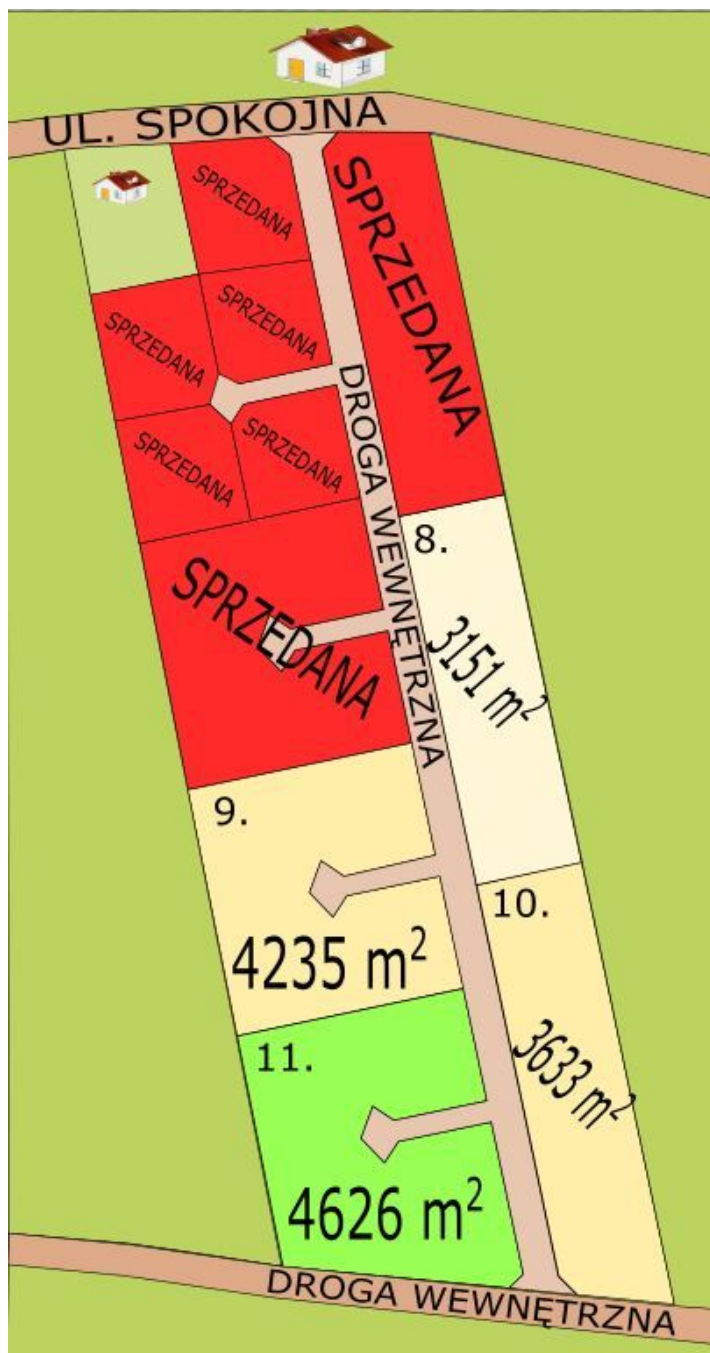 UL. SPOKOJNA
SPRZEDANA
SPRZEDANA
SPRZEDANA
SPRZEDANA
SPRZEDANA
SPRZEDANA
DROGA WEWNĘTRZNA
8.
3151 m²
SPRZEDANA
9.
4235 m²
10.
3633 m²
11.
4626 m²
DROGA WEWNĘTRZNA